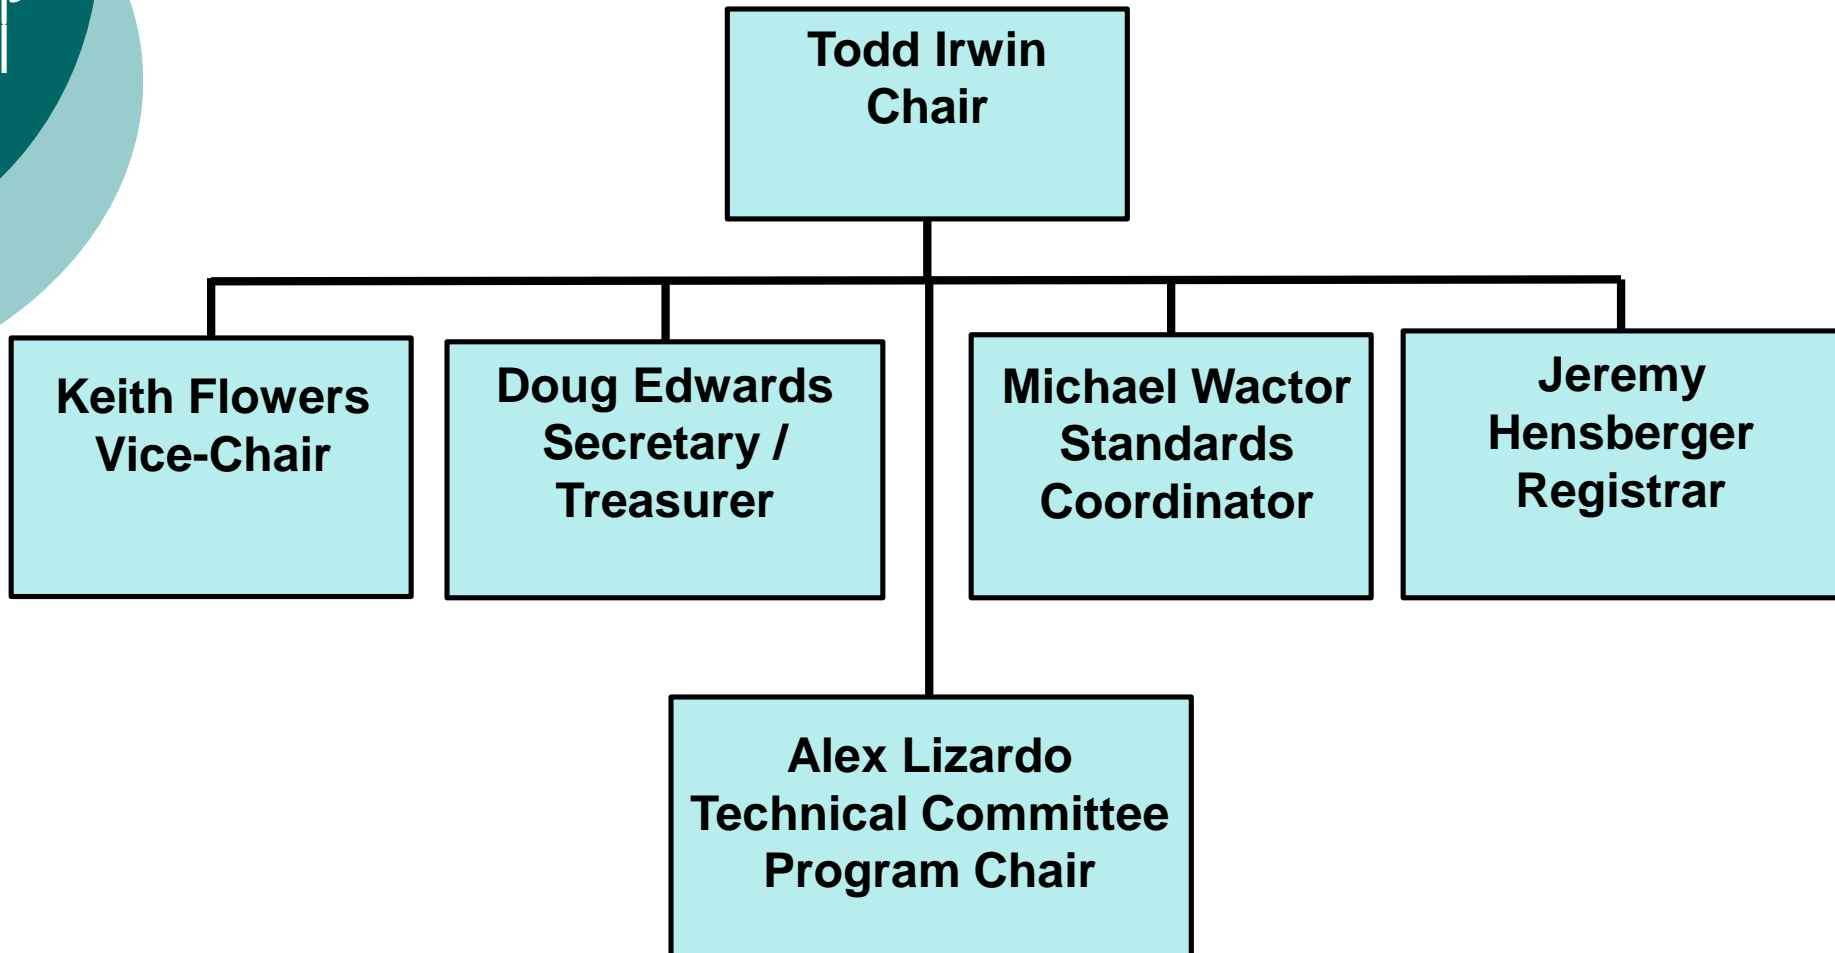 Todd Irwin
Chair
Keith Flowers
Vice-Chair
Doug Edwards
Secretary /
Treasurer
Michael Wactor
Standards
Coordinator
Jeremy
Hensberger
Registrar
Alex Lizardo
Technical Committee
Program Chair